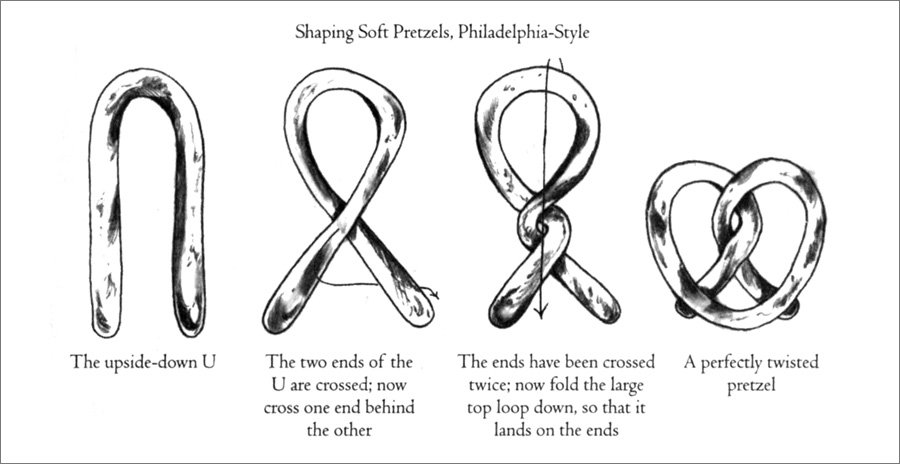 Shaping Soft Pretzels, Philadelphia-Style
The upside-down U
The two ends of the
U are crossed; now
cross one end behind
the other
The ends have been crossed
twice; now fold the large
top loop down, so that it
lands on the ends
A perfectly twisted
pretzel